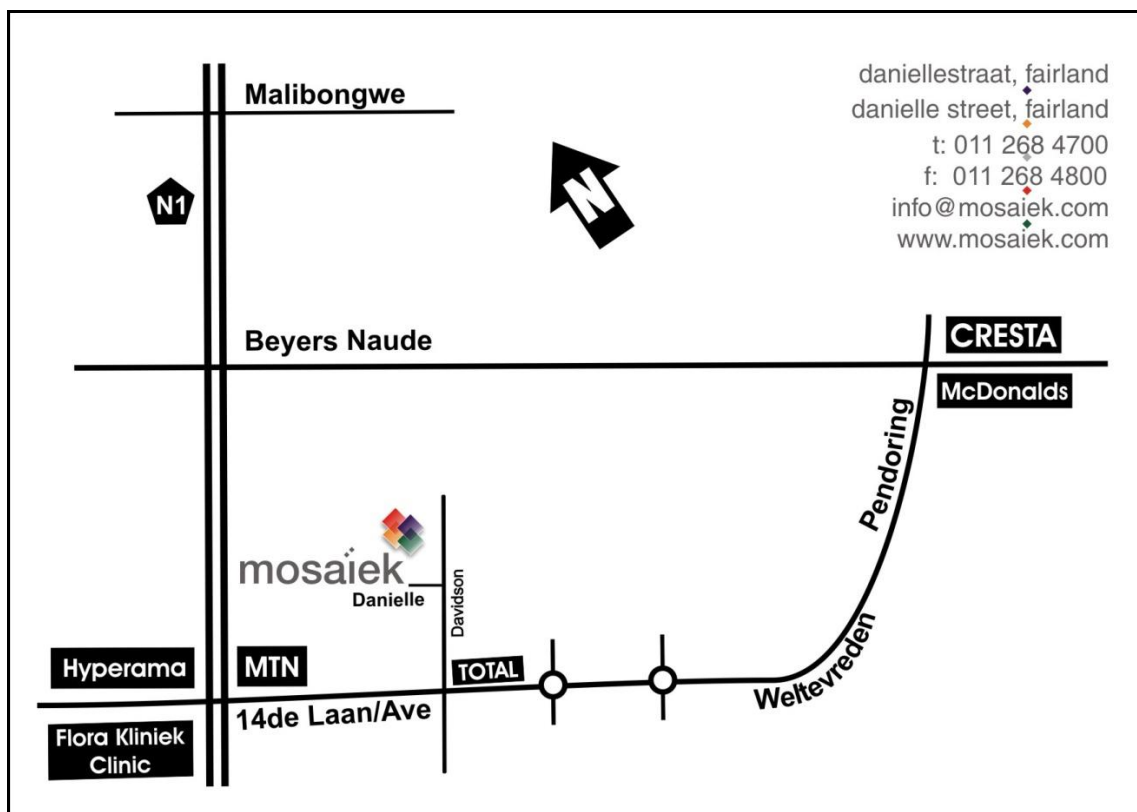 daniellestraat, fairland
danielle street, fairland
t: 011 268 4700
f: 011 268 4800
info@mosaiek.com
www.mosaiek.com
Malibongwe
N1
N
Beyers Naude
CRESTA
McDonalds
Pendoring
Weltevreden
mosaïek
Danielle
Davidson
Hyperama
MTN
TOTAL
14de Laan/Ave
Flora Kliniek
Clinic